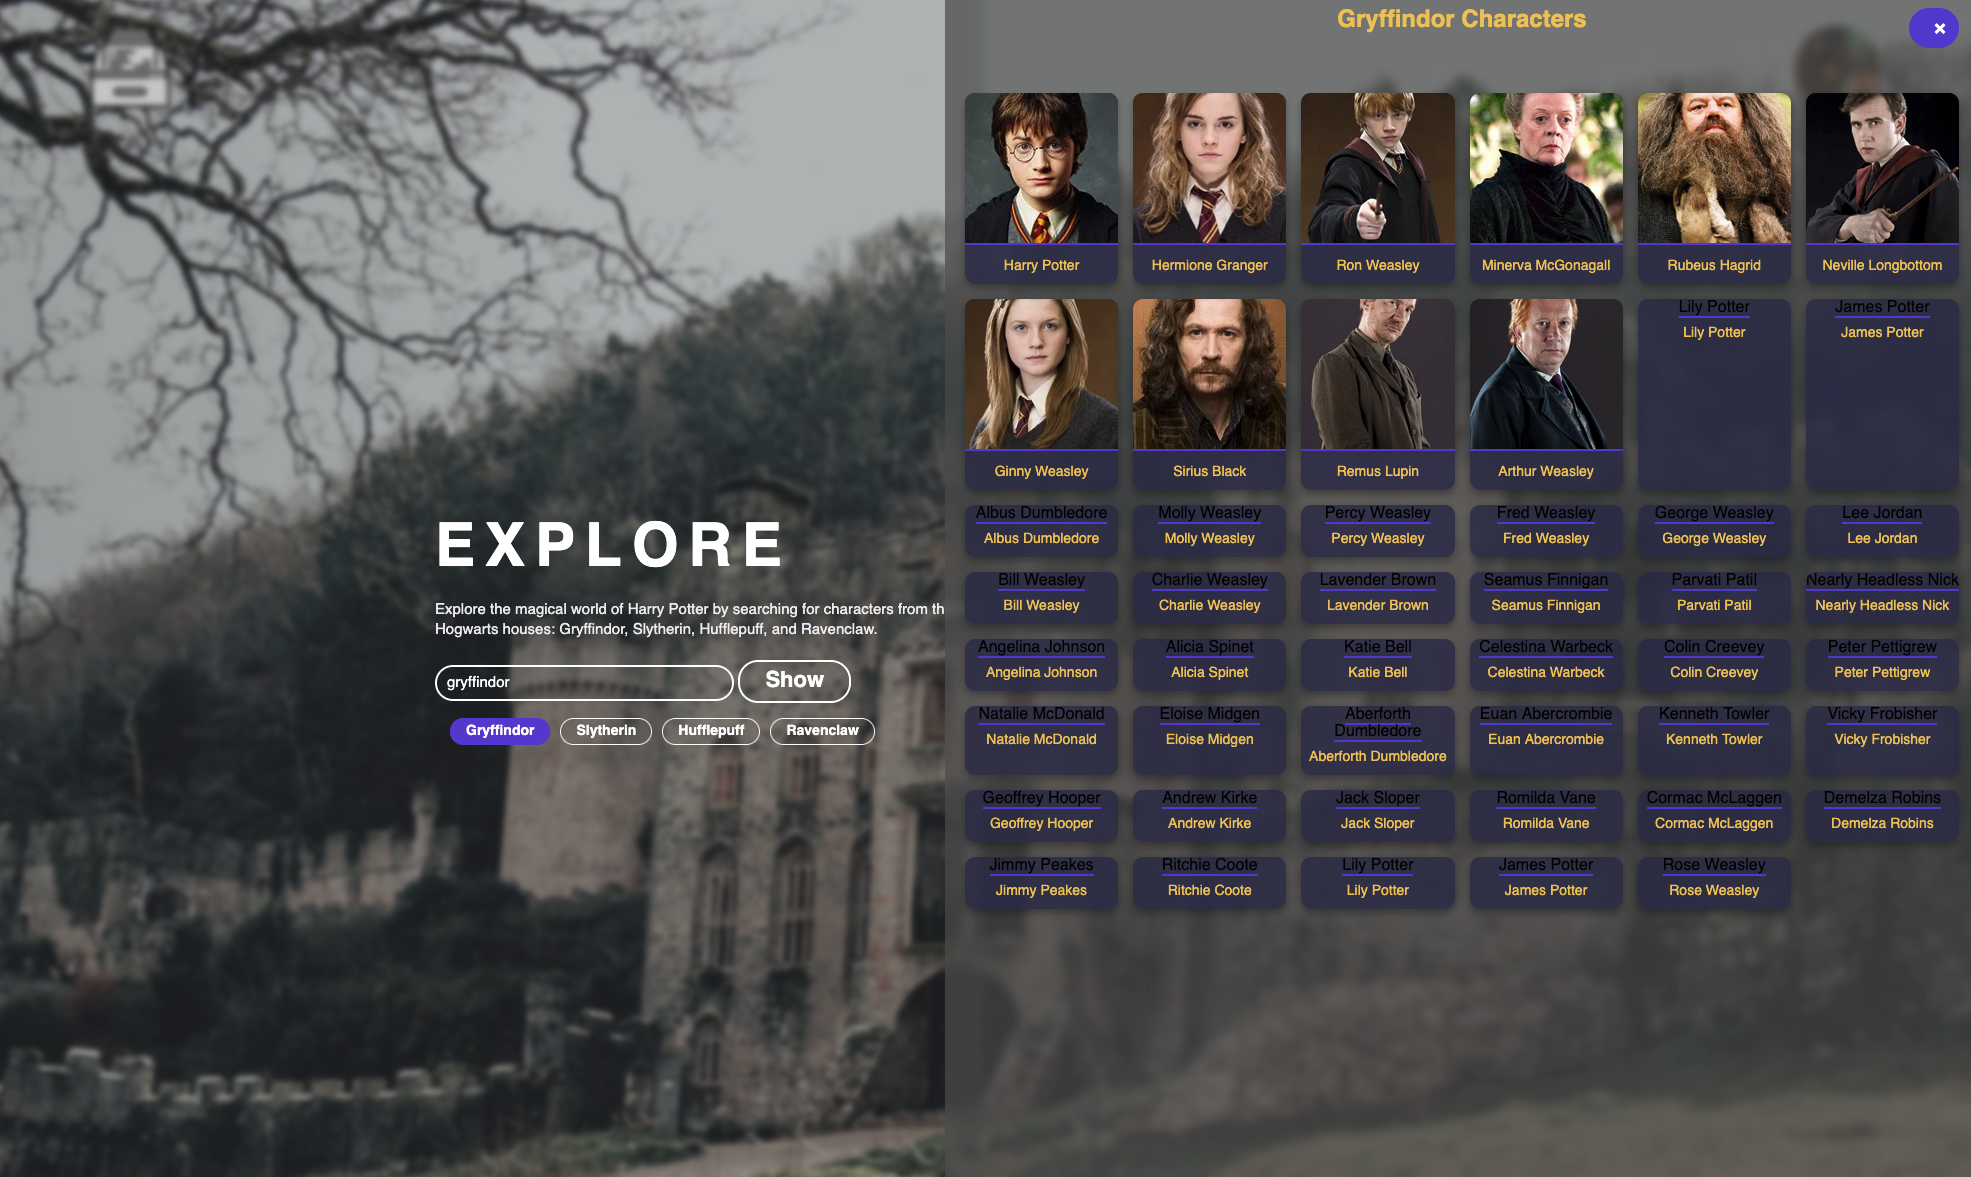 EXPLORE
Explore the magical world of Harry Potter by searching for characters from th
Hogwarts houses: Gryffindor, Slytherin, Hufflepuff, and Ravenclaw.
gryffindor
Show
Gryffindor Slytherin Hufflepuff Ravenclaw
Gryffindor Characters
×
Harry Potter Hermione Granger Ron Weasley Minerva McGonagall Rubeus Hagrid Neville Longbottom
Lily Potter James Potter
Lily Potter James Potter
Ginny Weasley Sirius Black Remus Lupin Arthur Weasley
Albus Dumbledore Molly Weasley Percy Weasley Fred Weasley George Weasley Lee Jordan
Albus Dumbledore Molly Weasley Percy Weasley Fred Weasley George Weasley Lee Jordan
Bill Weasley Charlie Weasley Lavender Brown Seamus Finnigan Parvati Patil Nearly Headless Nick
Bill Weasley Charlie Weasley Lavender Brown Seamus Finnigan Parvati Patil Nearly Headless Nick
Angelina Johnson Alicia Spinet Katie Bell Celestina Warbeck Colin Creevey Peter Pettigrew
Angelina Johnson Alicia Spinet Katie Bell Celestina Warbeck Colin Creevey Peter Pettigrew
Natalie McDonald Eloise Midgen Aberforth Euan Abercrombie Kenneth Towler Vicky Frobisher
Dumbledore
Natalie McDonald Eloise Midgen Euan Abercrombie Kenneth Towler Vicky Frobisher
Aberforth Dumbledore
Geoffrey Hooper Andrew Kirke Jack Sloper Romilda Vane Cormac McLaggen Demelza Robins
Geoffrey Hooper Andrew Kirke Jack Sloper Romilda Vane Cormac McLaggen Demelza Robins
Jimmy Peakes Ritchie Coote Lily Potter James Potter Rose Weasley
Jimmy Peakes Ritchie Coote Lily Potter James Potter Rose Weasley